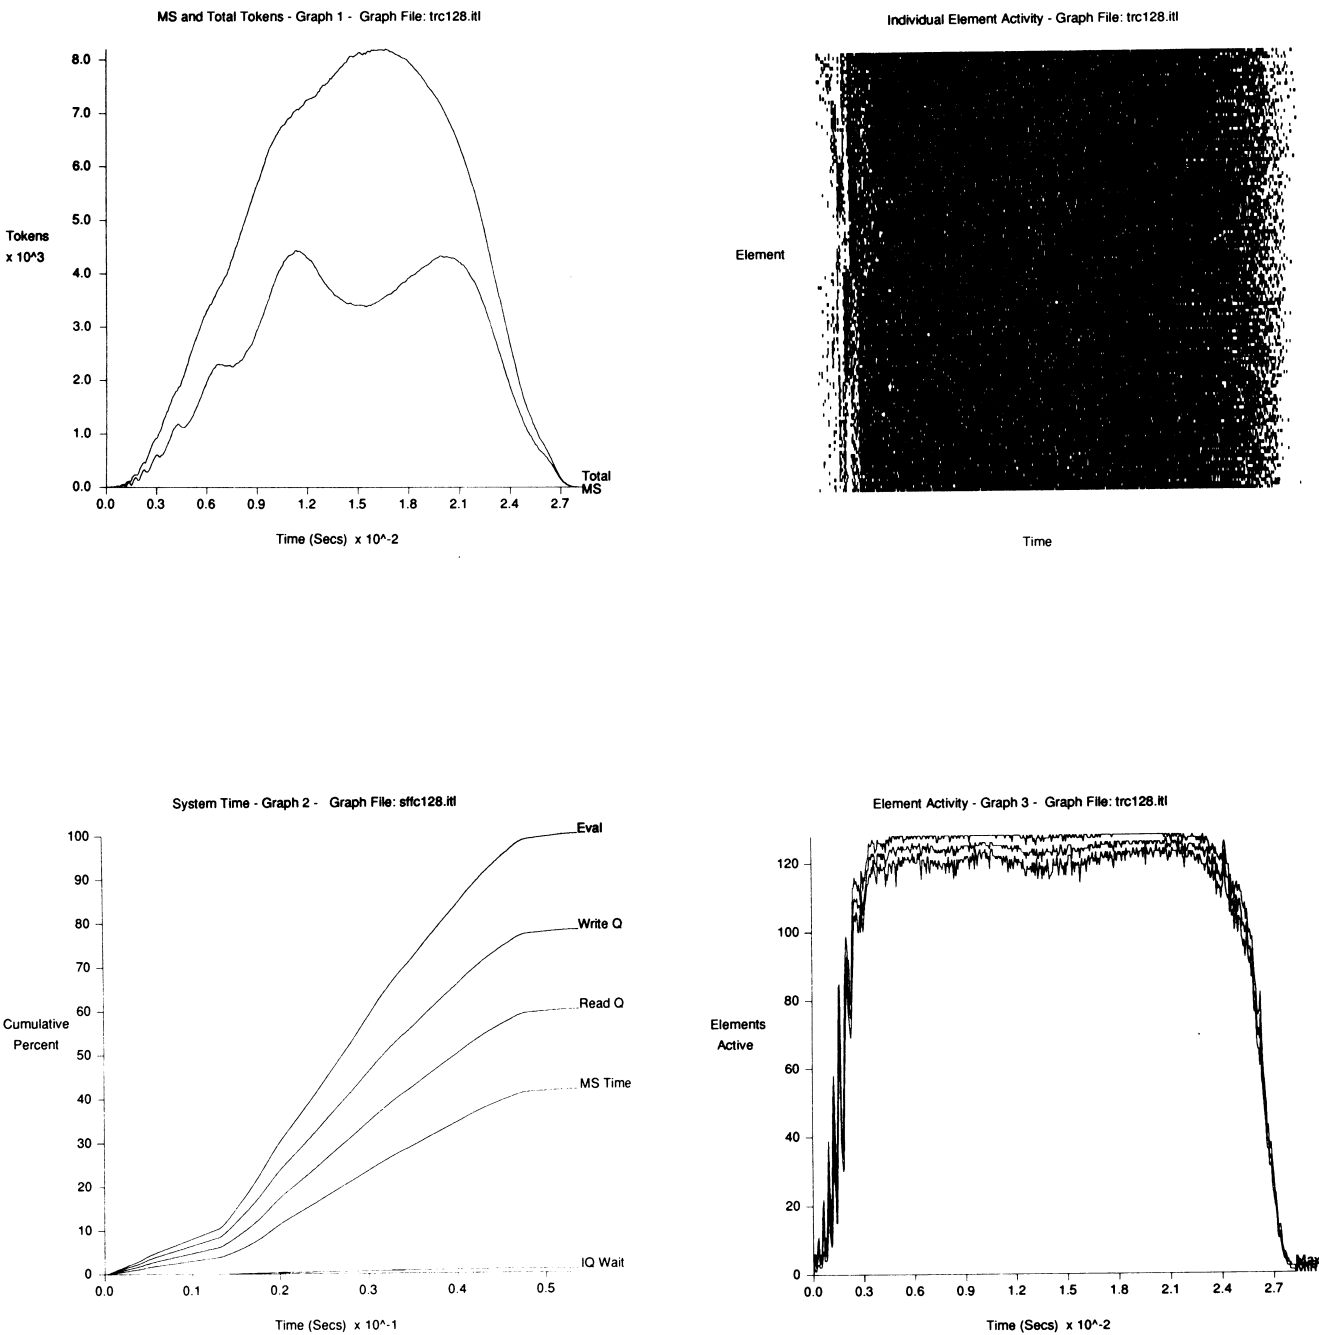 MS and Total Tokens - Graph 1 - Graph File: trc128.itl
8.0
7.0
6.0
5.0
Tokens
x 10^3
4.0
3.0
2.0
1.0
0.0
Total
MS
0.0 0.3 0.6 0.9 1.2 1.5 1.8 2.1 2.4 2.7
Time (Secs) x 10^-2
Individual Element Activity - Graph File: trc128.itl
Element
Time
System Time - Graph 2 - Graph File: sffc128.itl
100
90
80
70
60
Cumulative
Percent
50
40
30
20
10
0
Eval
Write Q
Read Q
MS Time
IQ Wait
0.0 0.1 0.2 0.3 0.4 0.5
Time (Secs) x 10^-1
Element Activity - Graph 3 - Graph File: trc128.itl
120
100
80
Elements
Active
60
40
20
0
Max
0.0 0.3 0.6 0.9 1.2 1.5 1.8 2.1 2.4 2.7
Time (Secs) x 10^-2